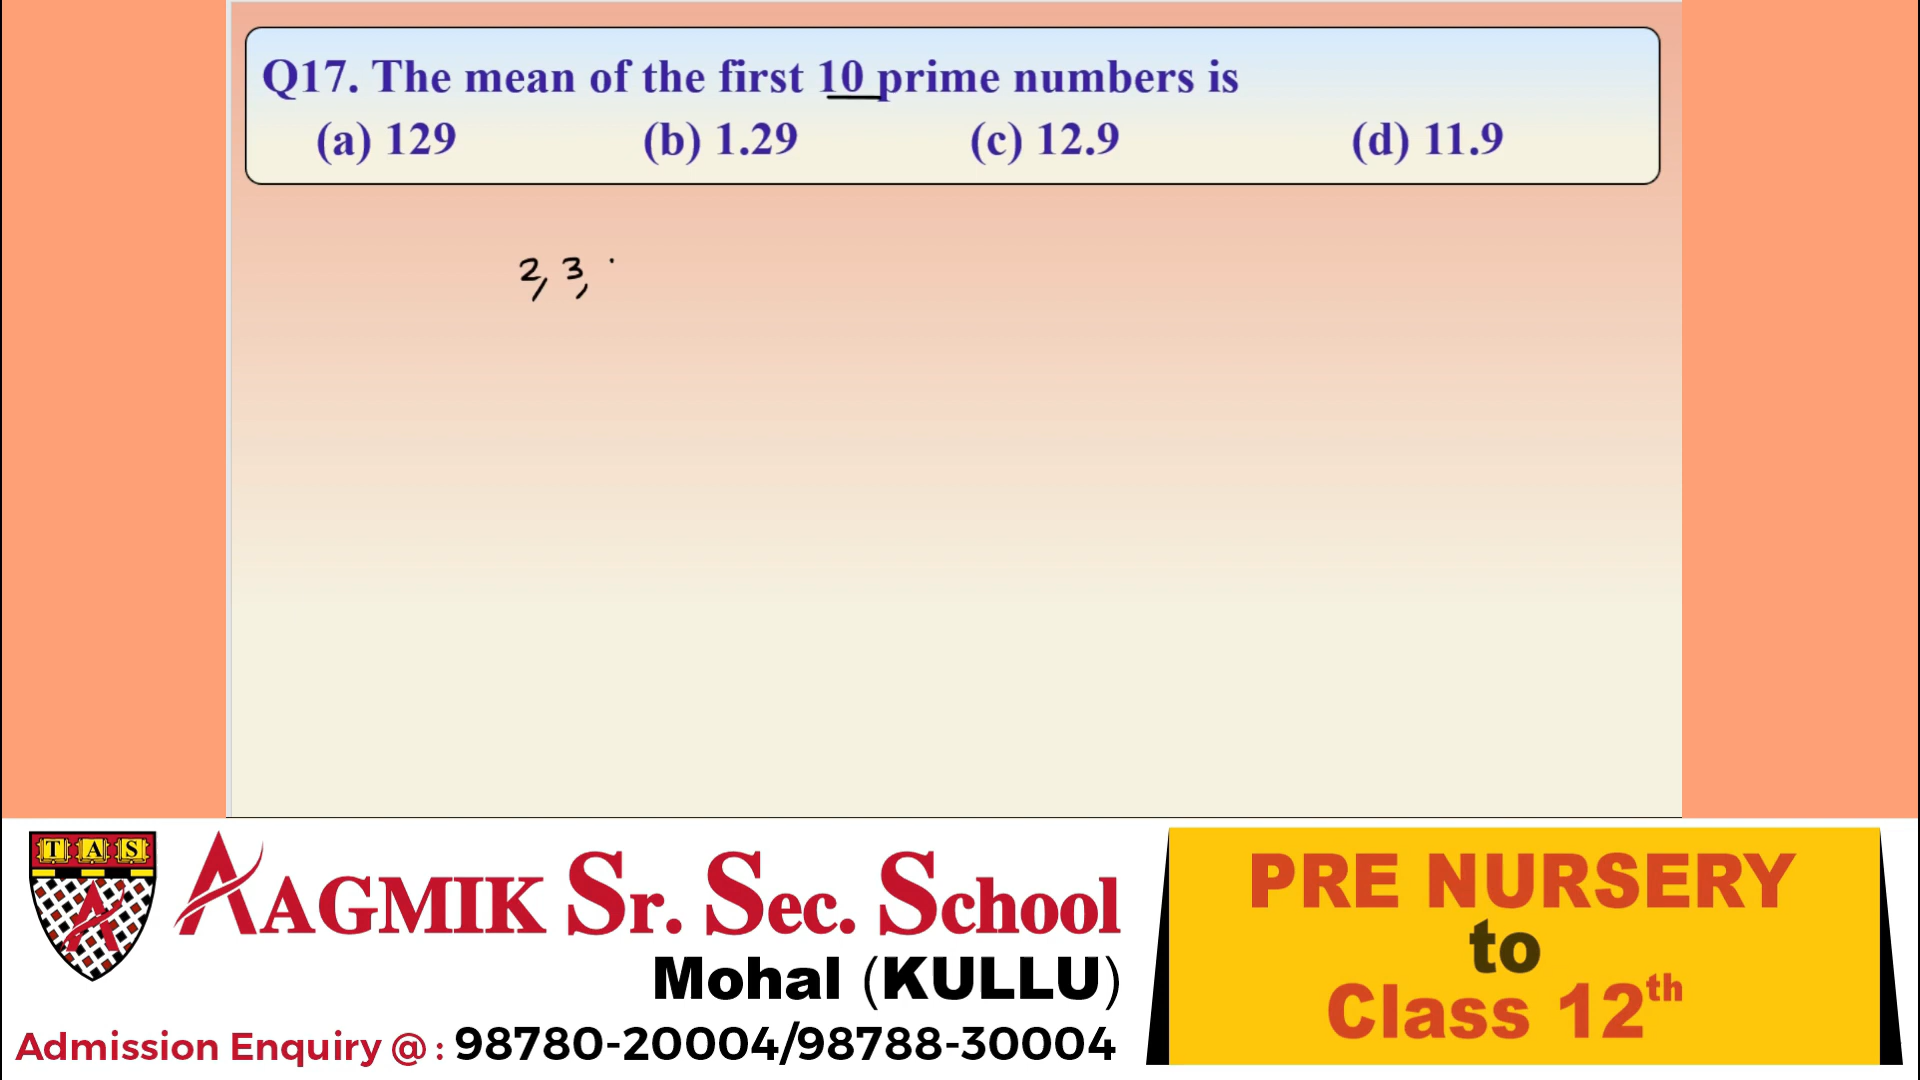 Q17. The mean of the first 10 prime numbers is
(a) 129 (b) 1.29 (c) 12.9 (d) 11.9
2, 3,
T A S
AAGMIK Sr. Sec. School
Mohal (KULLU)
Admission Enquiry @ : 98780-20004/98788-30004
PRE NURSERY
to
Class 12th